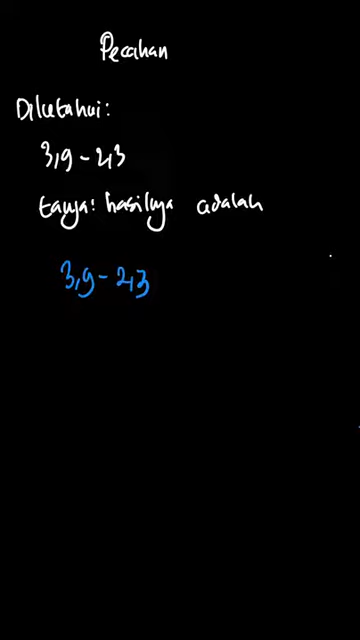 Pecahan
Diketahui:
3,9 - 2,3
tanya: hasilnya adalah
3,9 - 2,3